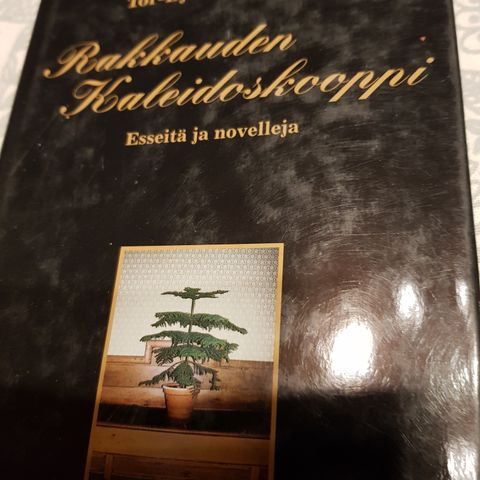 Rakkauden
Kaleidoskooppi
Esseitä ja novelleja